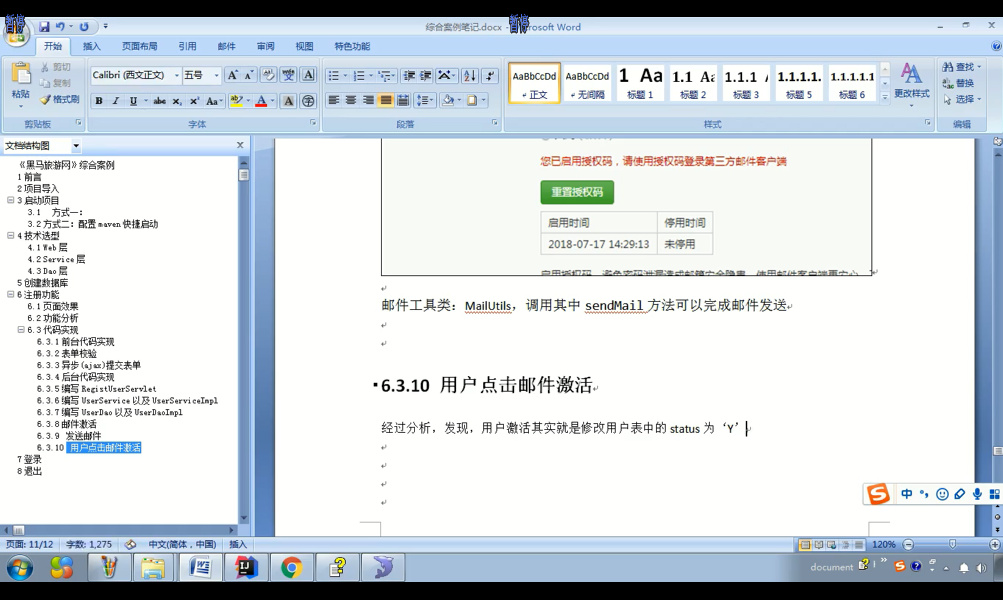 暂停
暂停
综合案例笔记.docx - Microsoft Word
开始 插入 页面布局 引用 邮件 审阅 视图 特色功能
粘贴
剪切
复制
格式刷
剪贴板
Calibri (西文正文) 五号
字体
段落
AaBbCcDd
正文
AaBbCcDd
无间隔
1 Aa
标题 1
1.1 Aa
标题 2
1.1.1
标题 3
1.1.1.1.
标题 5
1.1.1.1.1
标题 6
更改样式
样式
查找
替换
选择
编辑
文档结构图
《黑马旅游网》综合案例
1 前言
2 项目导入
3 启动项目
3.1 方式一：
3.2 方式二：配置 maven 快捷启动
4 技术选型
4.1 Web 层
4.2 Service 层
4.3 Dao 层
5 创建数据库
6 注册功能
6.1 页面效果
6.2 功能分析
6.3 代码实现
6.3.1 前台代码实现
6.3.2 表单校验
6.3.3 异步(ajax)提交表单
6.3.4 后台代码实现
6.3.5 编写 RegistUserServlet
6.3.6 编写 UserService 以及 UserServiceImpl
6.3.7 编写 UserDao 以及 UserDaoImpl
6.3.8 邮件激活
6.3.9 发送邮件
6.3.10 用户点击邮件激活
7 登录
8 退出
您已启用授权码，请使用授权码登录第三方邮件客户端
重置授权码
启用时间 停用时间
2018-07-17 14:29:13 未停用
邮件工具类：MailUtils，调用其中 sendMail 方法可以完成邮件发送
6.3.10 用户点击邮件激活
经过分析，发现，用户激活其实就是修改用户表中的 status 为‘Y’
中
页面: 11/12 字数: 1,275 中文(简体，中国) 插入
120%
document